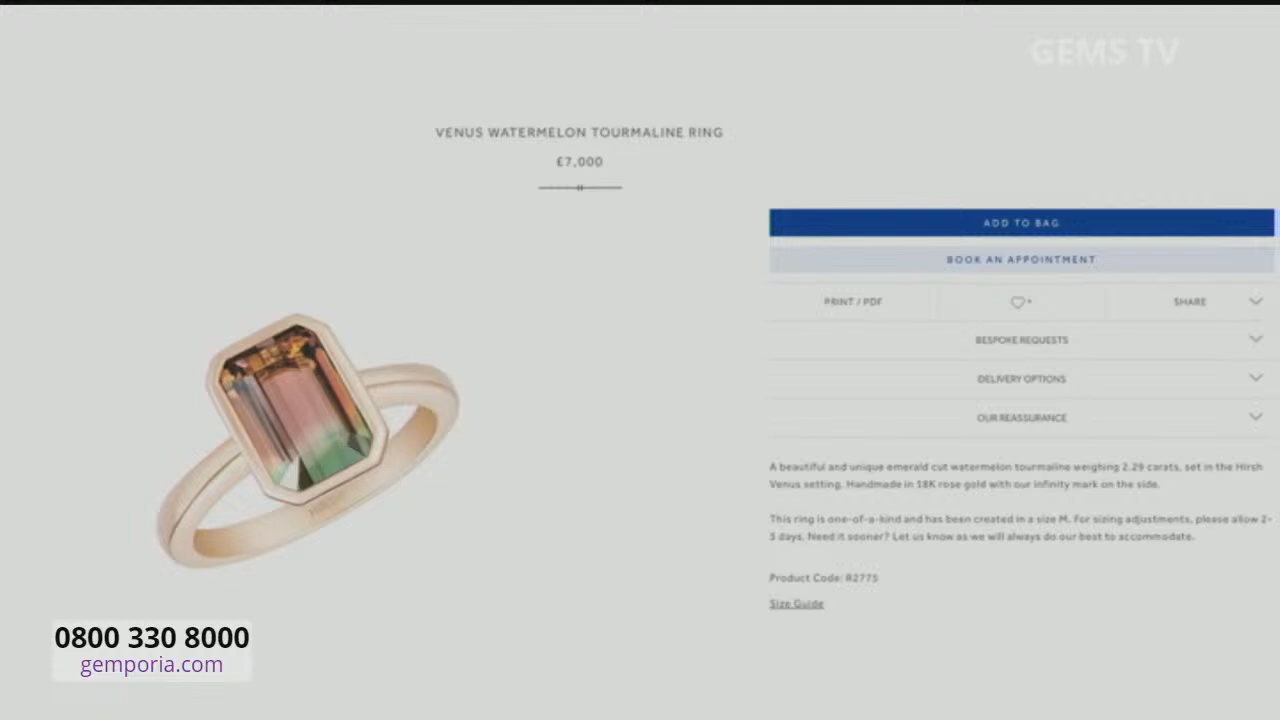 GEMS TV
VENUS WATERMELON TOURMALINE RING
£7,000
ADD TO BAG
BOOK AN APPOINTMENT
PRINT / PDF
SHARE
BESPOKE REQUESTS
DELIVERY OPTIONS
OUR REASSURANCE
A beautiful and unique emerald cut watermelon tourmaline weighing 2.29 carats, set in the Hirsh
Venus setting. Handmade in 18K rose gold with our infinity mark on the side.
This ring is one-of-a-kind and has been created in a size M. For sizing adjustments, please allow 2-
3 days. Need it sooner? Let us know as we will always do our best to accommodate.
Product Code: R2775
Size Guide
0800 330 8000
gemporia.com